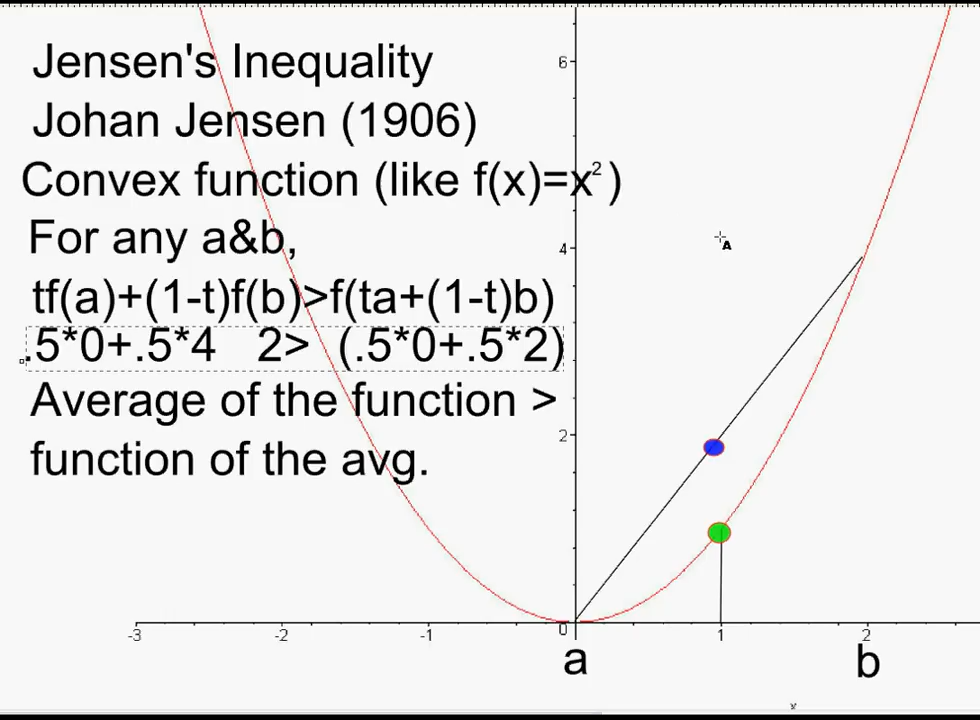 Jensen's Inequality
Johan Jensen (1906)
Convex function (like f(x)=x²)
For any a&b,
tf(a)+(1-t)f(b)>f(ta+(1-t)b)
.5*0+.5*4 2> (.5*0+.5*2)
Average of the function >
function of the avg.
6
4
A
2
0
-3 -2 -1 1 2
a b
x